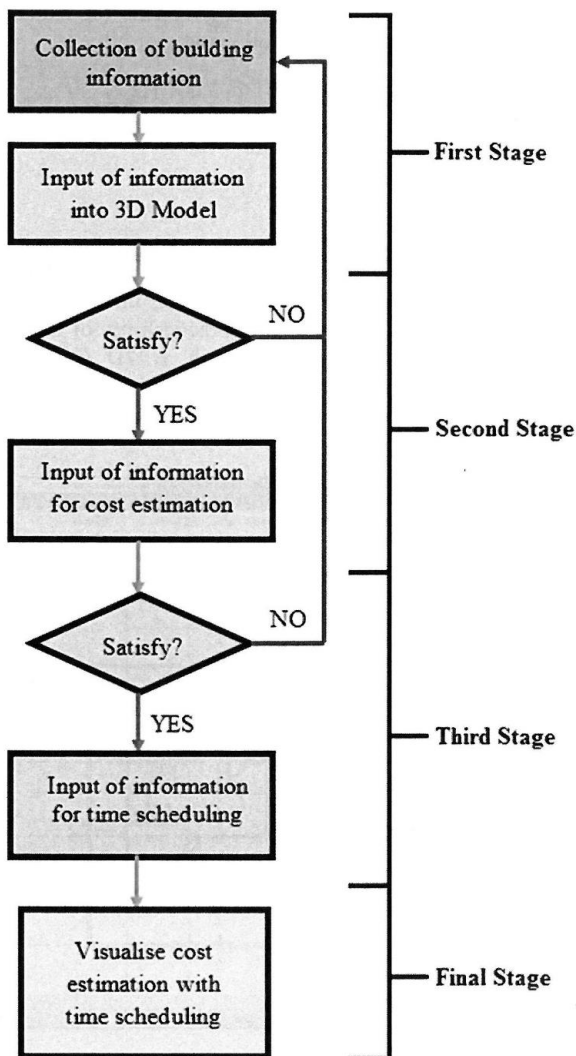 Collection of building
information
First Stage
Input of information
into 3D Model
Satisfy?
NO
YES
Second Stage
Input of information
for cost estimation
Satisfy?
NO
YES
Third Stage
Input of information
for time scheduling
Visualise cost
estimation with
time scheduling
Final Stage